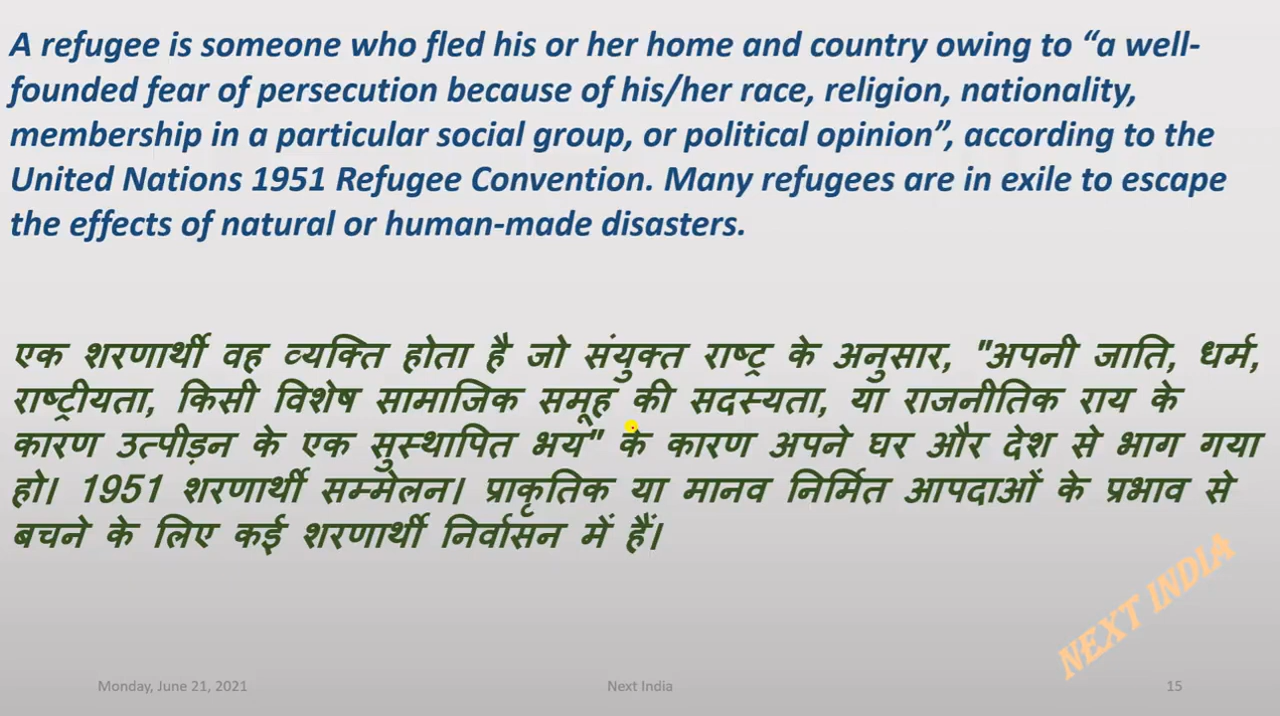 A refugee is someone who fled his or her home and country owing to “a well-
founded fear of persecution because of his/her race, religion, nationality,
membership in a particular social group, or political opinion”, according to the
United Nations 1951 Refugee Convention. Many refugees are in exile to escape
the effects of natural or human-made disasters.
एक शरणार्थी वह व्यक्ति होता है जो संयुक्त राष्ट्र के अनुसार, "अपनी जाति, धर्म,
राष्ट्रीयता, किसी विशेष सामाजिक समूह की सदस्यता, या राजनीतिक राय के
कारण उत्पीड़न के एक सुस्थापित भय" के कारण अपने घर और देश से भाग गया
हो। 1951 शरणार्थी सम्मेलन। प्राकृतिक या मानव निर्मित आपदाओं के प्रभाव से
बचने के लिए कई शरणार्थी निर्वासन में हैं।
NEXT INDIA
Monday, June 21, 2021
Next India
15